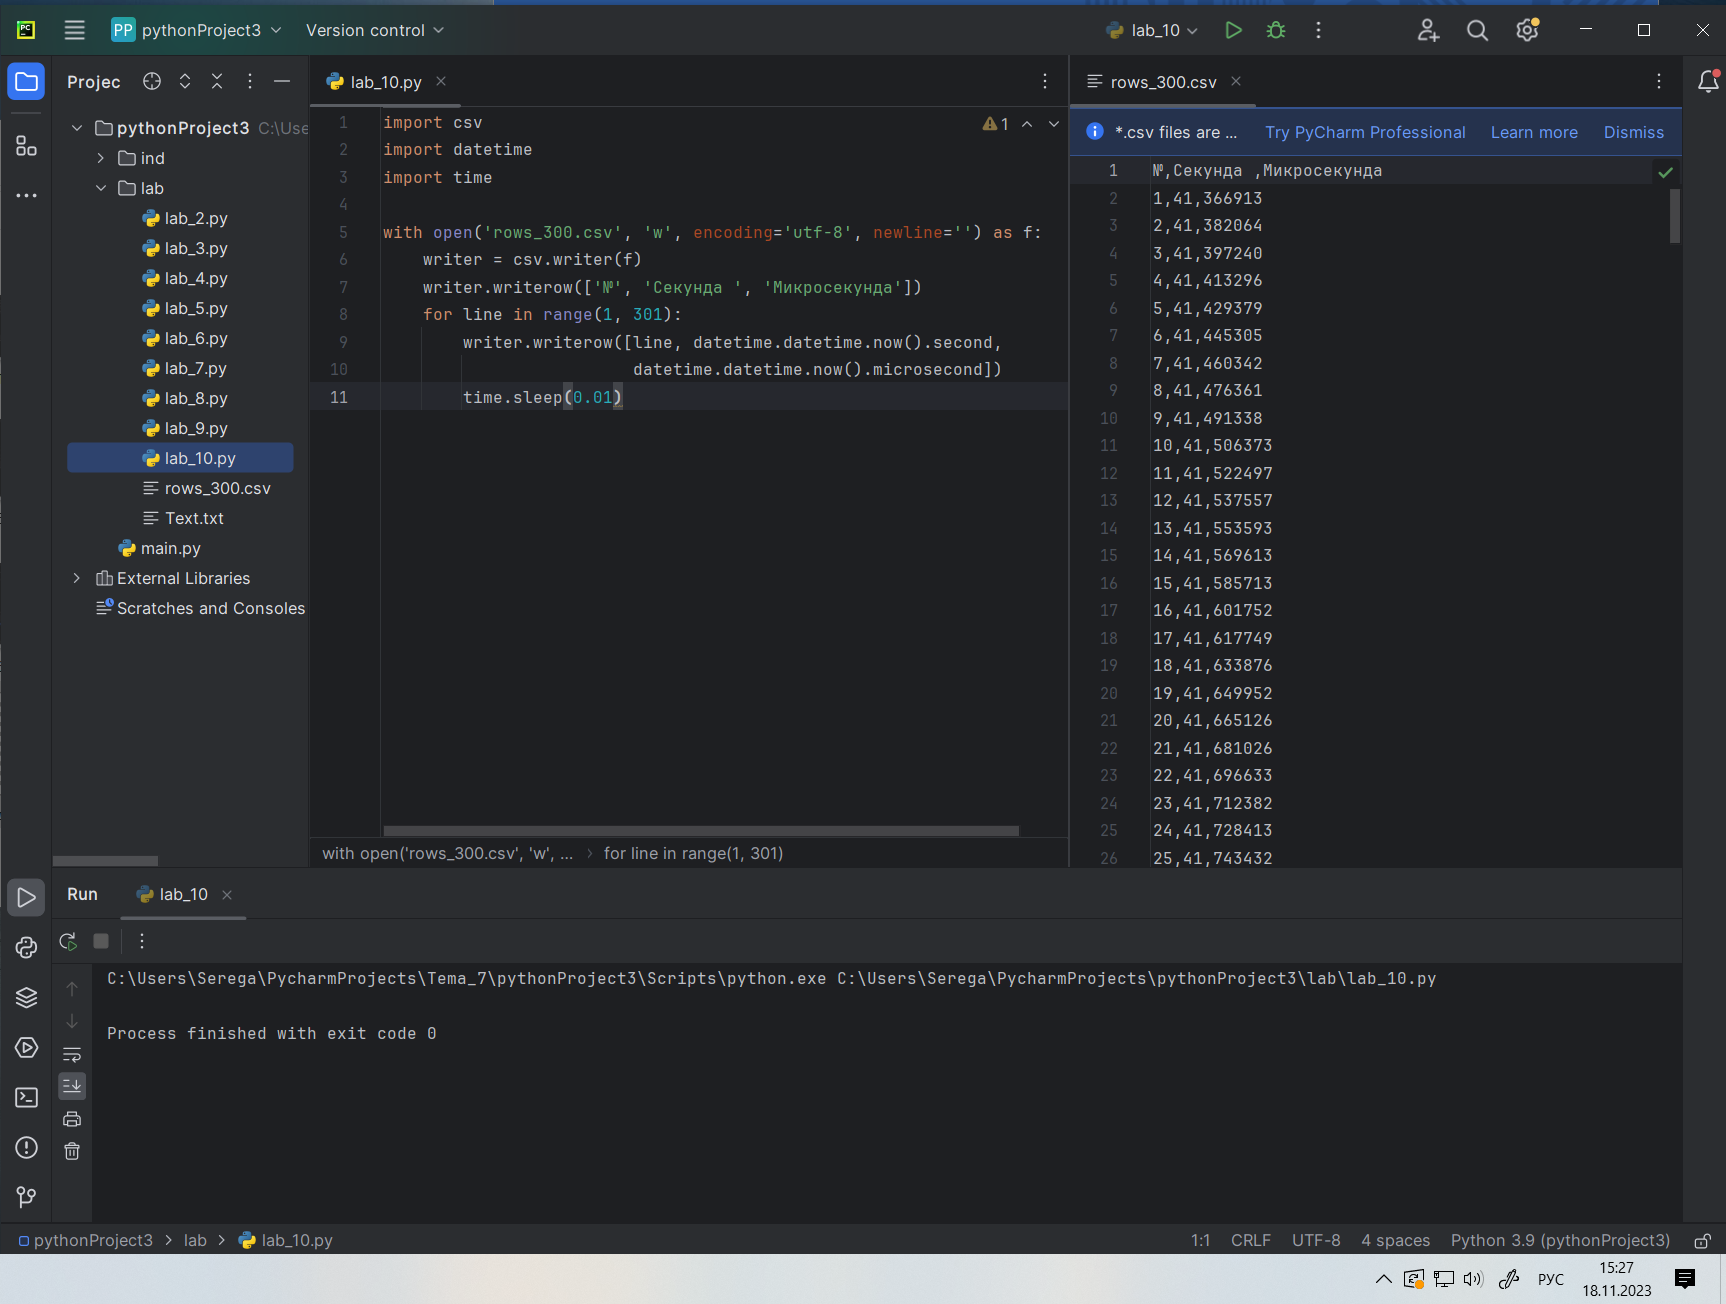 PC
PP pythonProject3
Version control
lab_10
Projec
lab_10.py
rows_300.csv
pythonProject3 C:\Use
ind
lab
lab_2.py
lab_3.py
lab_4.py
lab_5.py
lab_6.py
lab_7.py
lab_8.py
lab_9.py
lab_10.py
rows_300.csv
Text.txt
main.py
External Libraries
Scratches and Consoles
1
1 import csv
2 import datetime
3 import time
4
5 with open('rows_300.csv', 'w', encoding='utf-8', newline='') as f:
6 writer = csv.writer(f)
7 writer.writerow(['№', 'Секунда ', 'Микросекунда'])
8 for line in range(1, 301):
9 writer.writerow([line, datetime.datetime.now().second,
10 datetime.datetime.now().microsecond])
11 time.sleep(0.01)
with open('rows_300.csv', 'w', ... › for line in range(1, 301)
*.csv files are ... Try PyCharm Professional Learn more Dismiss
1 №,Секунда ,Микросекунда
2 1,41,366913
3 2,41,382064
4 3,41,397240
5 4,41,413296
6 5,41,429379
7 6,41,445305
8 7,41,460342
9 8,41,476361
10 9,41,491338
11 10,41,506373
12 11,41,522497
13 12,41,537557
14 13,41,553593
15 14,41,569613
16 15,41,585713
17 16,41,601752
18 17,41,617749
19 18,41,633876
20 19,41,649952
21 20,41,665126
22 21,41,681026
23 22,41,696633
24 23,41,712382
25 24,41,728413
26 25,41,743432
Run lab_10
C:\Users\Serega\PycharmProjects\Tema_7\pythonProject3\Scripts\python.exe C:\Users\Serega\PycharmProjects\pythonProject3\lab\lab_10.py
Process finished with exit code 0
pythonProject3 > lab > lab_10.py
1:1 CRLF UTF-8 4 spaces Python 3.9 (pythonProject3)
РУС
15:27
18.11.2023